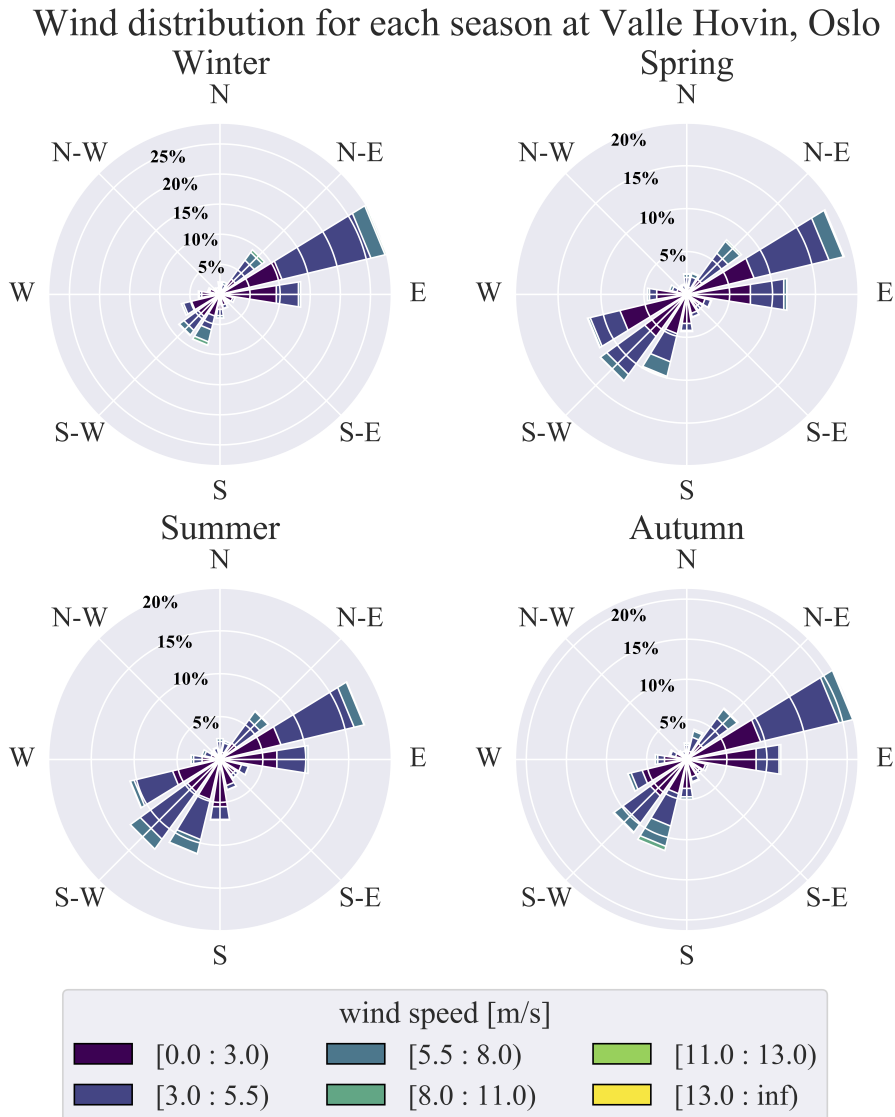 Wind distribution for each season at Valle Hovin, Oslo
Winter
N
N-W
N-E
25%
20%
15%
10%
5%
W
E
S-W
S-E
S
Spring
N
N-W
N-E
20%
15%
10%
5%
W
E
S-W
S-E
S
Summer
N
N-W
N-E
20%
15%
10%
5%
W
E
S-W
S-E
S
Autumn
N
N-W
N-E
20%
15%
10%
5%
W
E
S-W
S-E
S
wind speed [m/s]
[0.0 : 3.0) [5.5 : 8.0) [11.0 : 13.0)
[3.0 : 5.5) [8.0 : 11.0) [13.0 : inf)